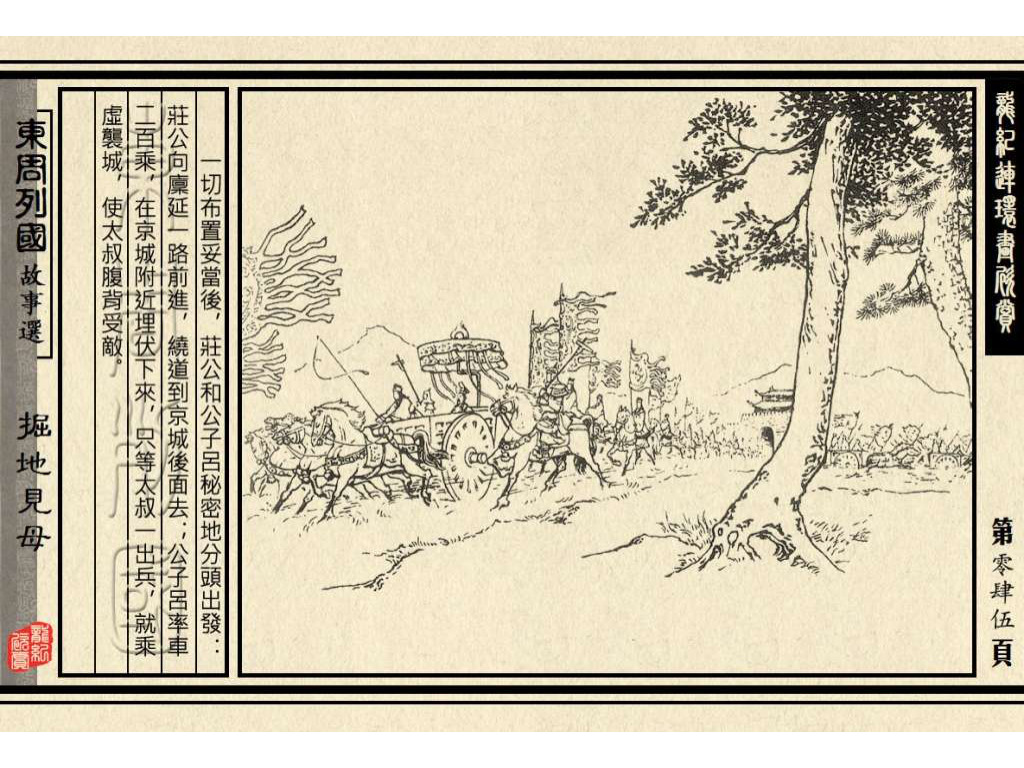 龍紀連環畫欣賞
第零肆伍頁
一切布置妥當後，莊公和公子呂秘密地分頭出發：
莊公向廩延一路前進，繞道到京城後面去；公子呂率車
二百乘，在京城附近埋伏下來，只等太叔一出兵，就乘
虛襲城，使太叔腹背受敵。
東周列國
故事選
掘地見母
龍紀
欣賞